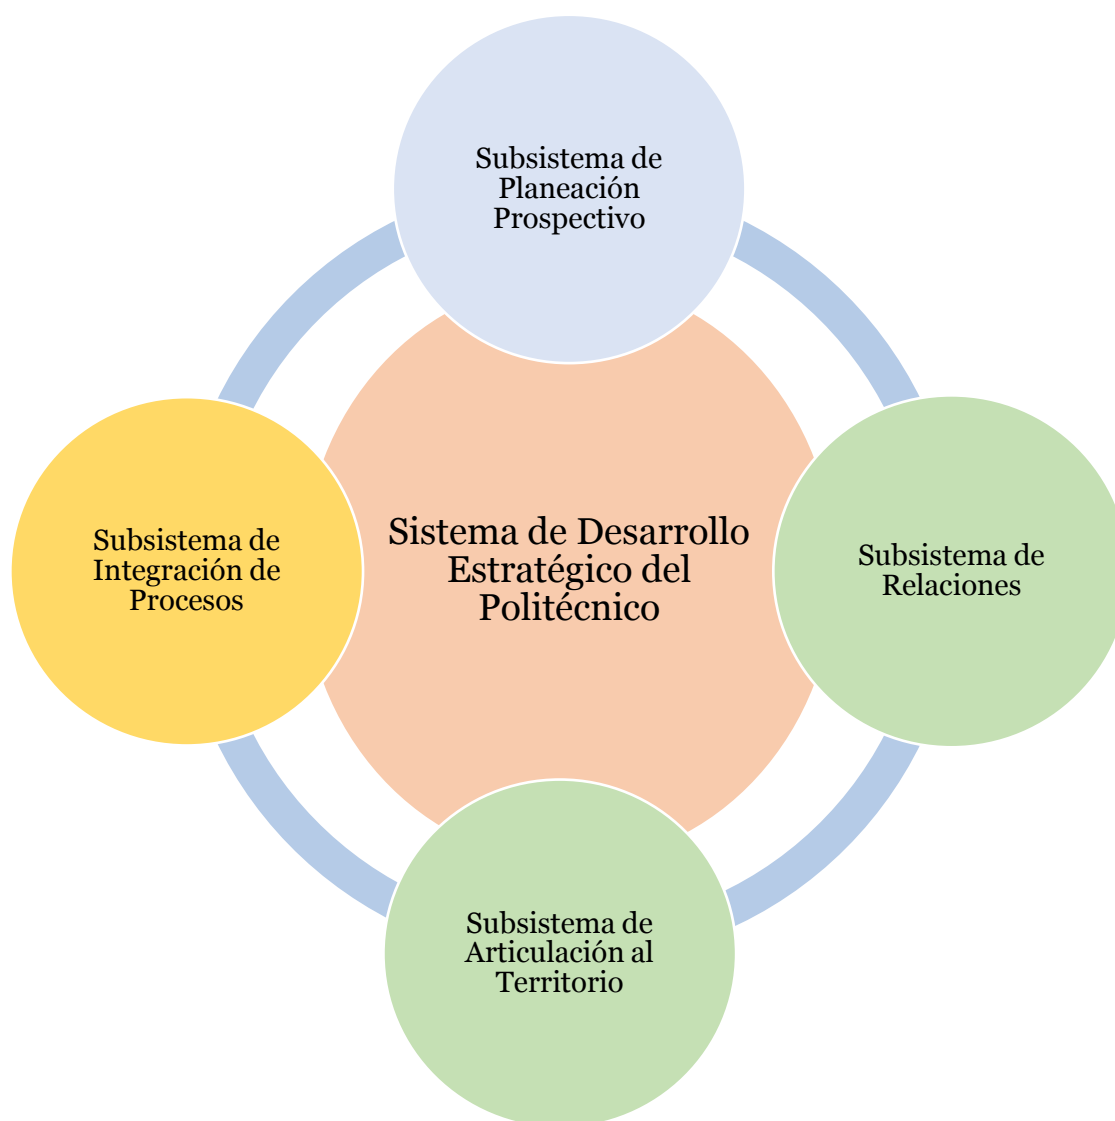 Subsistema de
Planeación
Prospectivo
Subsistema de
Integración de
Procesos
Sistema de Desarrollo
Estratégico del
Politécnico
Subsistema de
Relaciones
Subsistema de
Articulación al
Territorio